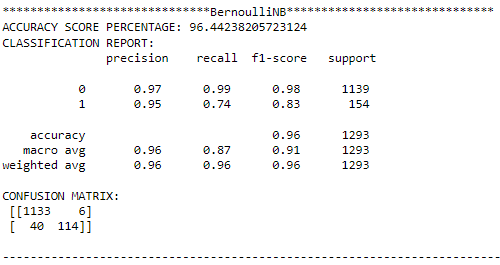 ******************************BernoulliNB******************************
ACCURACY SCORE PERCENTAGE: 96.44238205723124
CLASSIFICATION REPORT:
              precision    recall  f1-score   support

           0       0.97      0.99      0.98      1139
           1       0.95      0.74      0.83       154

    accuracy                           0.96      1293
   macro avg       0.96      0.87      0.91      1293
weighted avg       0.96      0.96      0.96      1293

CONFUSION MATRIX:
 [[1133    6]
 [  40  114]]

-----------------------------------------------------------------------